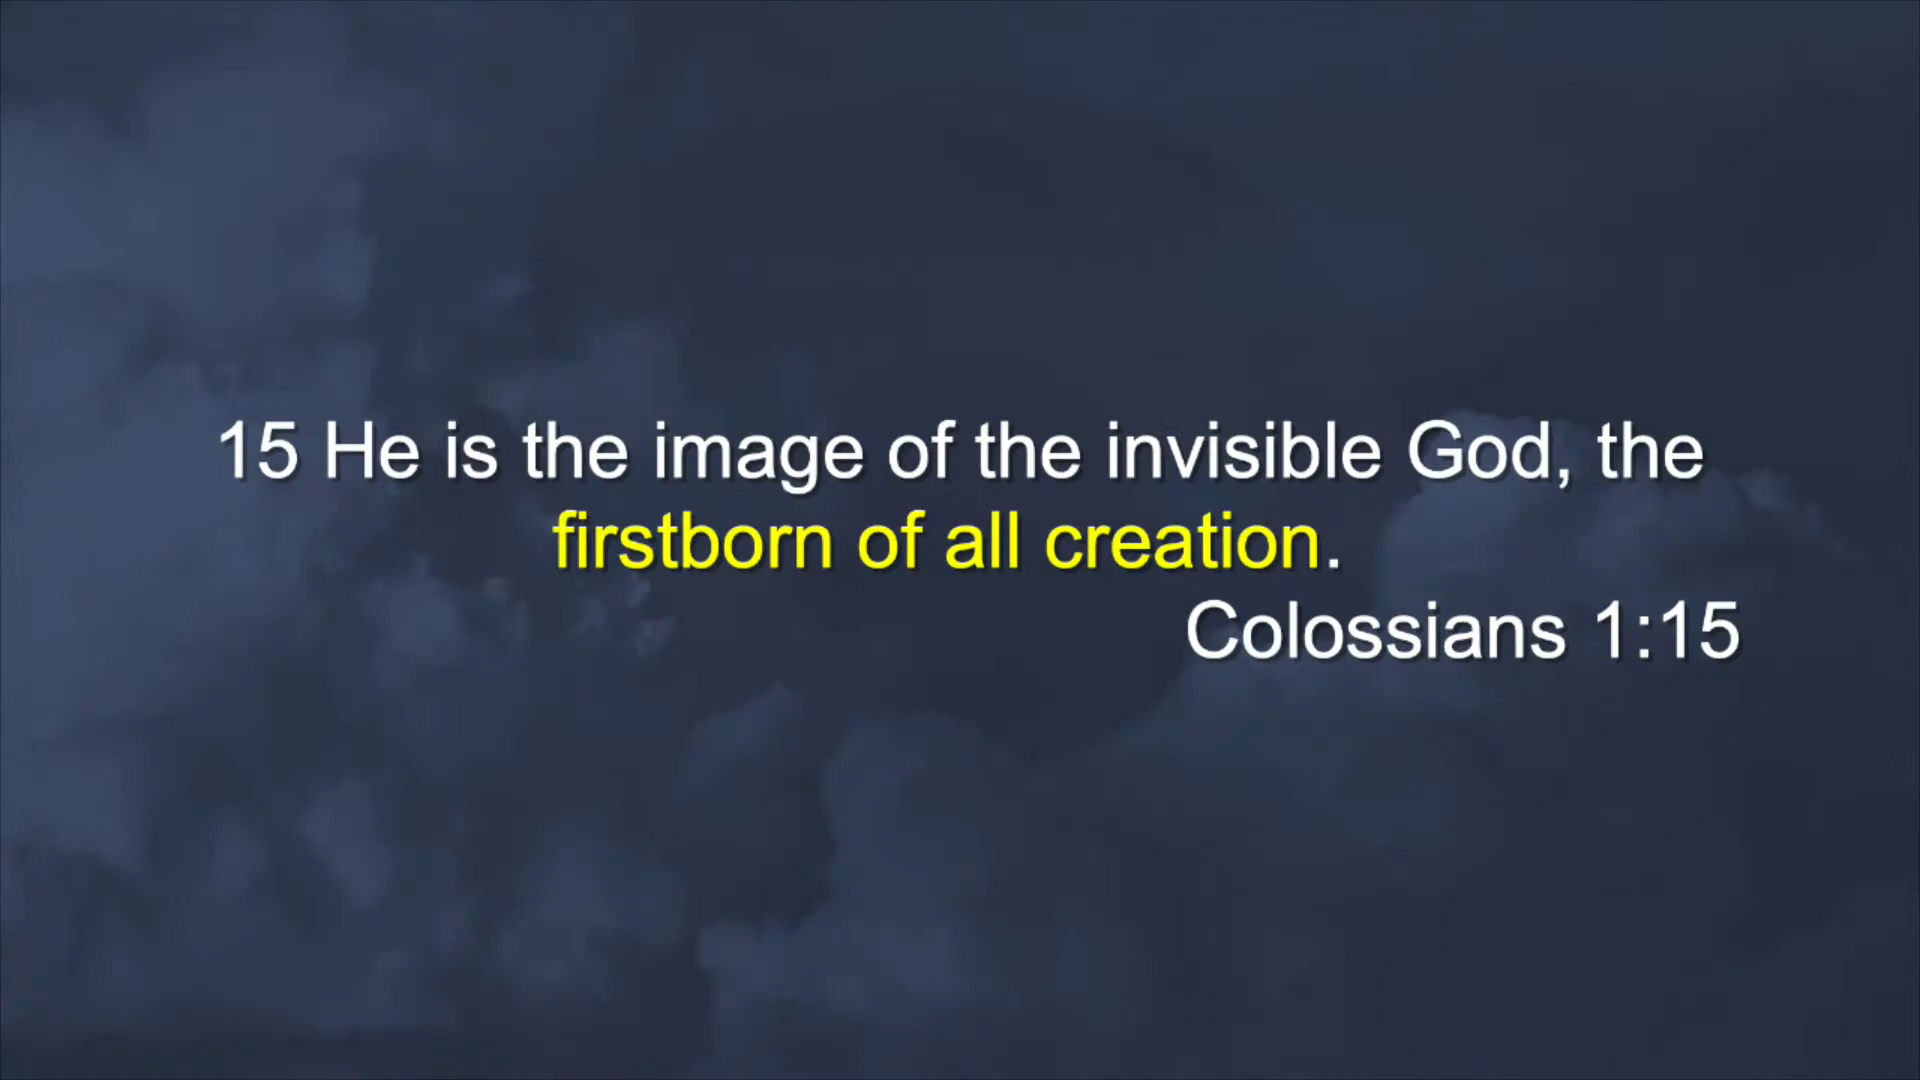 15 He is the image of the invisible God, the
firstborn of all creation.
Colossians 1:15